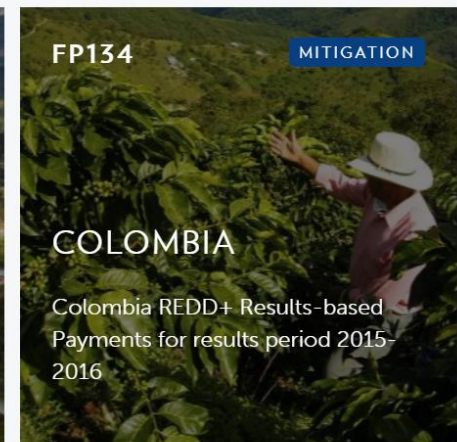 FP134
MITIGATION
COLOMBIA
Colombia REDD+ Results-based
Payments for results period 2015-
2016